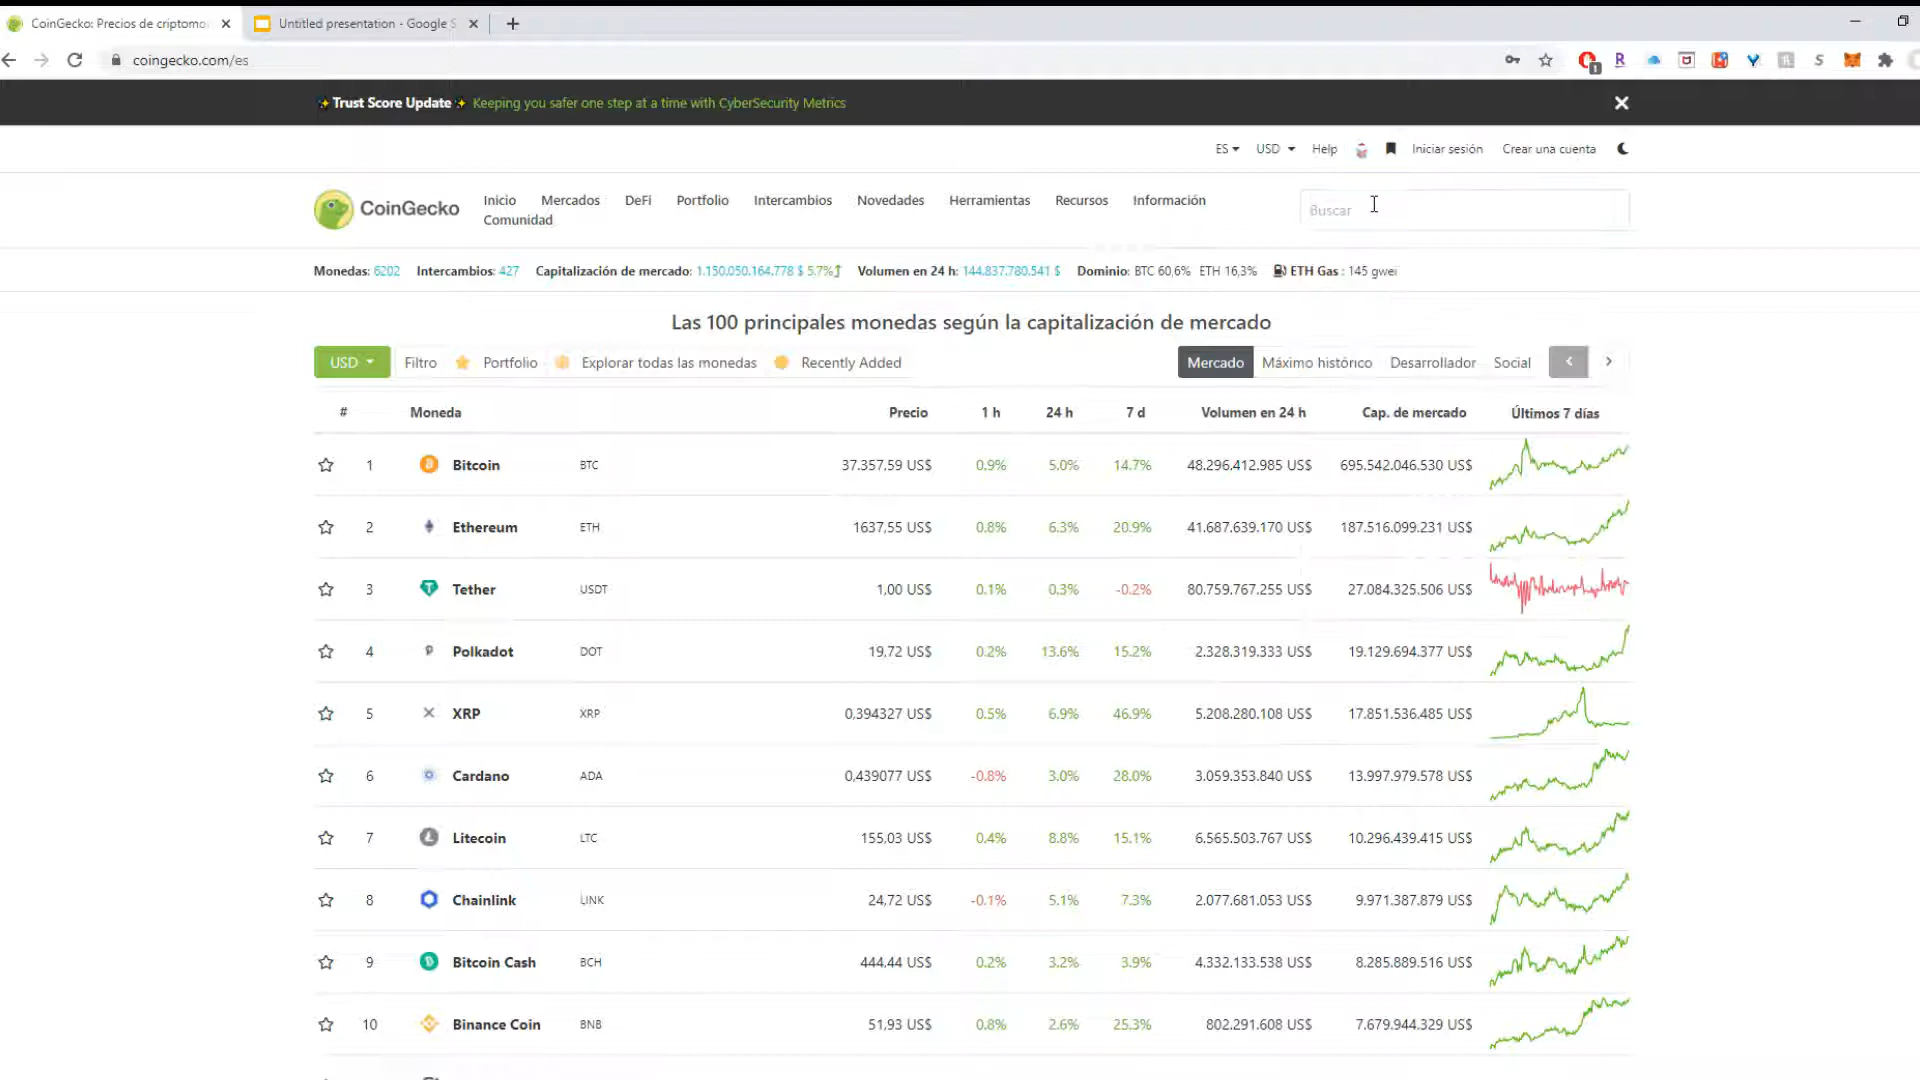 CoinGecko: Precios de criptomo
Untitled presentation - Google S
coingecko.com/es
Trust Score Update Keeping you safer one step at a time with CyberSecurity Metrics
ES USD Help Iniciar sesión Crear una cuenta
CoinGecko Inicio Mercados DeFi Portfolio Intercambios Novedades Herramientas Recursos Información Buscar
Comunidad
Monedas: 6202 Intercambios: 427 Capitalización de mercado: 1.150.050.164.778 $ 5.7% Volumen en 24 h: 144.837.780.541 $ Dominio: BTC 60,6% ETH 16,3% ETH Gas : 145 gwei
Las 100 principales monedas según la capitalización de mercado
USD Filtro Portfolio Explorar todas las monedas Recently Added Mercado Máximo histórico Desarrollador Social
# Moneda Precio 1 h 24 h 7 d Volumen en 24 h Cap. de mercado Últimos 7 días
1 Bitcoin BTC 37.357,59 US$ 0.9% 5.0% 14.7% 48.296.412.985 US$ 695.542.046.530 US$
2 Ethereum ETH 1637,55 US$ 0.8% 6.3% 20.9% 41.687.639.170 US$ 187.516.099.231 US$
3 Tether USDT 1,00 US$ 0.1% 0.3% -0.2% 80.759.767.255 US$ 27.084.325.506 US$
4 Polkadot DOT 19,72 US$ 0.2% 13.6% 15.2% 2.328.319.333 US$ 19.129.694.377 US$
5 XRP XRP 0,394327 US$ 0.5% 6.9% 46.9% 5.208.280.108 US$ 17.851.536.485 US$
6 Cardano ADA 0,439077 US$ -0.8% 3.0% 28.0% 3.059.353.840 US$ 13.997.979.578 US$
7 Litecoin LTC 155,03 US$ 0.4% 8.8% 15.1% 6.565.503.767 US$ 10.296.439.415 US$
8 Chainlink LINK 24,72 US$ -0.1% 5.1% 7.3% 2.077.681.053 US$ 9.971.387.879 US$
9 Bitcoin Cash BCH 444,44 US$ 0.2% 3.2% 3.9% 4.332.133.538 US$ 8.285.889.516 US$
10 Binance Coin BNB 51,93 US$ 0.8% 2.6% 25.3% 802.291.608 US$ 7.679.944.329 US$